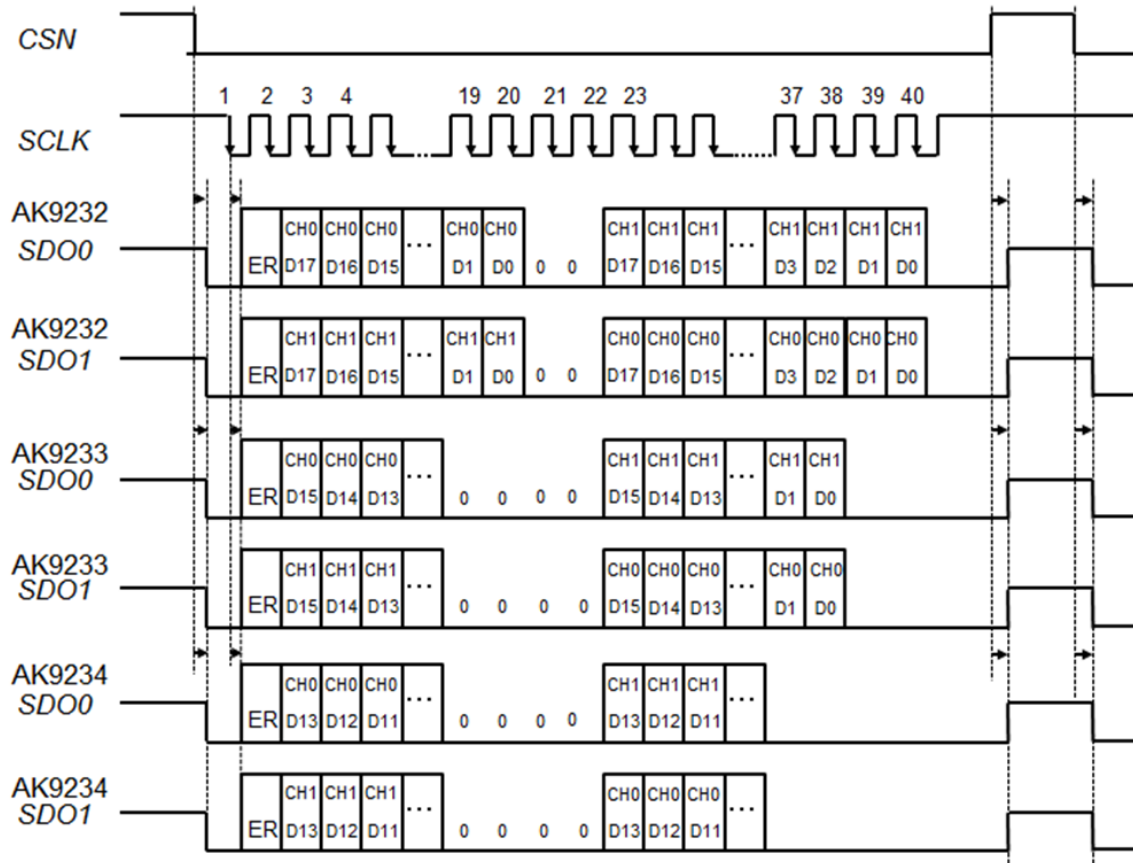 CSN
1 2 3 4 19 20 21 22 23 37 38 39 40
SCLK
AK9232
SDO0
CH0 CH0 CH0 ... CH0 CH0 CH1 CH1 CH1 ... CH1 CH1 CH1 CH1
ER D17 D16 D15 D1 D0 0 0 D17 D16 D15 D3 D2 D1 D0
AK9232
SDO1
CH1 CH1 CH1 ... CH1 CH1 CH0 CH0 CH0 ... CH0 CH0 CH0 CH0
ER D17 D16 D15 D1 D0 0 0 D17 D16 D15 D3 D2 D1 D0
AK9233
SDO0
CH0 CH0 CH0 ... CH1 CH1 CH1 ... CH1 CH1
ER D15 D14 D13 0 0 0 0 D15 D14 D13 D1 D0
AK9233
SDO1
CH1 CH1 CH1 ... CH0 CH0 CH0 ... CH0 CH0
ER D15 D14 D13 0 0 0 0 D15 D14 D13 D1 D0
AK9234
SDO0
CH0 CH0 CH0 ... CH1 CH1 CH1 ...
ER D13 D12 D11 0 0 0 0 D13 D12 D11
AK9234
SDO1
CH1 CH1 CH1 ... CH0 CH0 CH0 ...
ER D13 D12 D11 0 0 0 0 D13 D12 D11